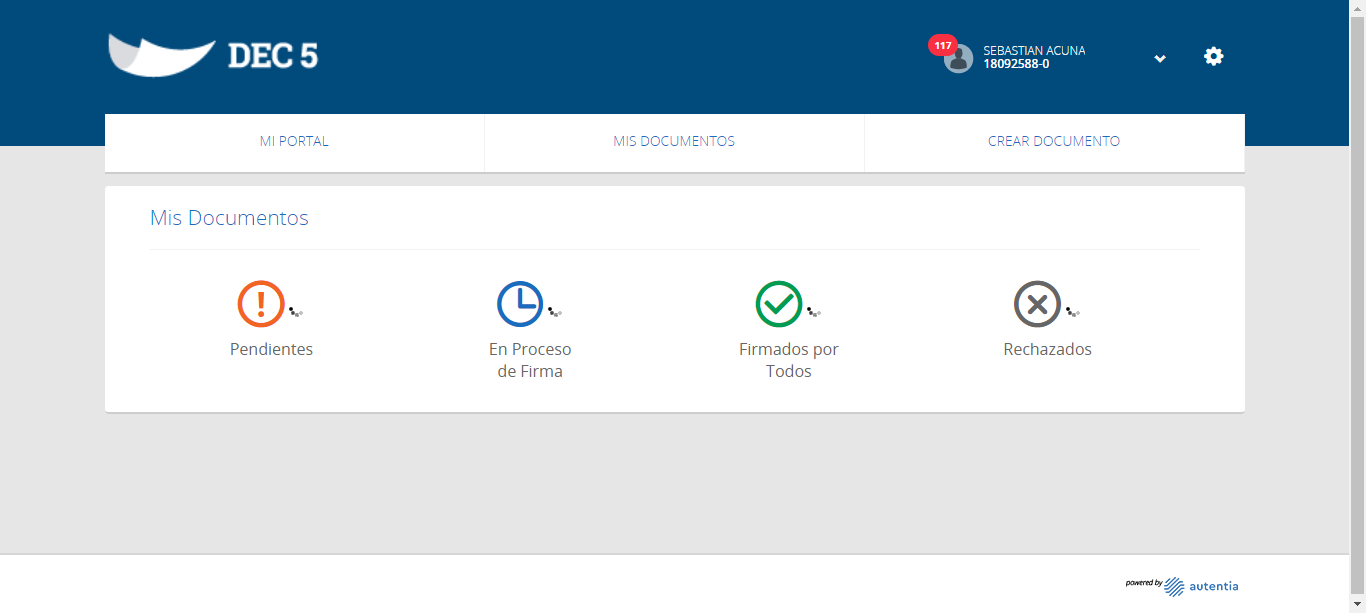 DEC 5
117
SEBASTIAN ACUNA
18092588-0
MI PORTAL
MIS DOCUMENTOS
CREAR DOCUMENTO
Mis Documentos
Pendientes
En Proceso
de Firma
Firmados por
Todos
Rechazados
powered by
autentia